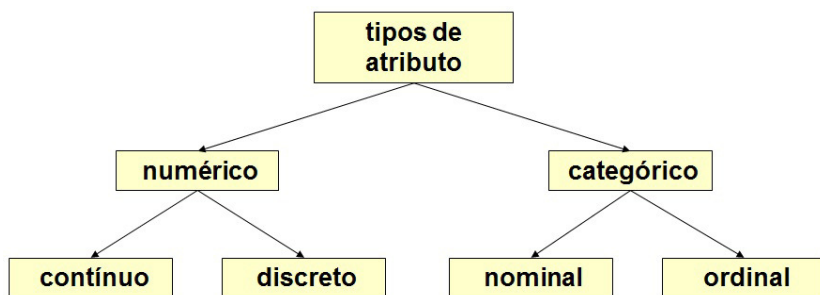 tipos de
atributo
numérico
categórico
contínuo
discreto
nominal
ordinal